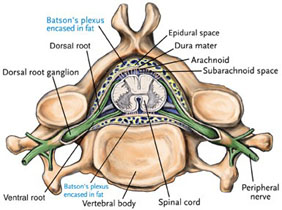 Batson's plexus
encased in fat
Dorsal root
Dorsal root ganglion
Epidural space
Dura mater
Arachnoid
Subarachnoid space
Ventral root
Batson's plexus
encased in fat
Vertebral body
Spinal cord
Peripheral
nerve